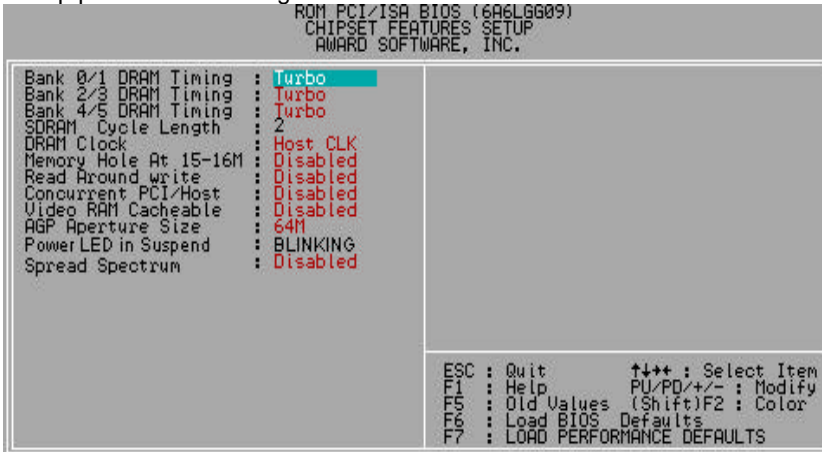 ROM PCI/ISA BIOS (6A6LGG09)
CHIPSET FEATURES SETUP
AWARD SOFTWARE, INC.
Bank 0/1 DRAM Timing : Turbo
Bank 2/3 DRAM Timing : Turbo
Bank 4/5 DRAM Timing : Turbo
SDRAM Cycle Length : 2
DRAM Clock : Host CLK
Memory Hole At 15-16M : Disabled
Read Around write : Disabled
Concurrent PCI/Host : Disabled
Video RAM Cacheable : Disabled
AGP Aperture Size : 64M
Power LED in Suspend : BLINKING
Spread Spectrum : Disabled
ESC : Quit ↑↓→← : Select Item
F1 : Help PU/PD/+/- : Modify
F5 : Old Values (Shift)F2 : Color
F6 : Load BIOS Defaults
F7 : LOAD PERFORMANCE DEFAULTS